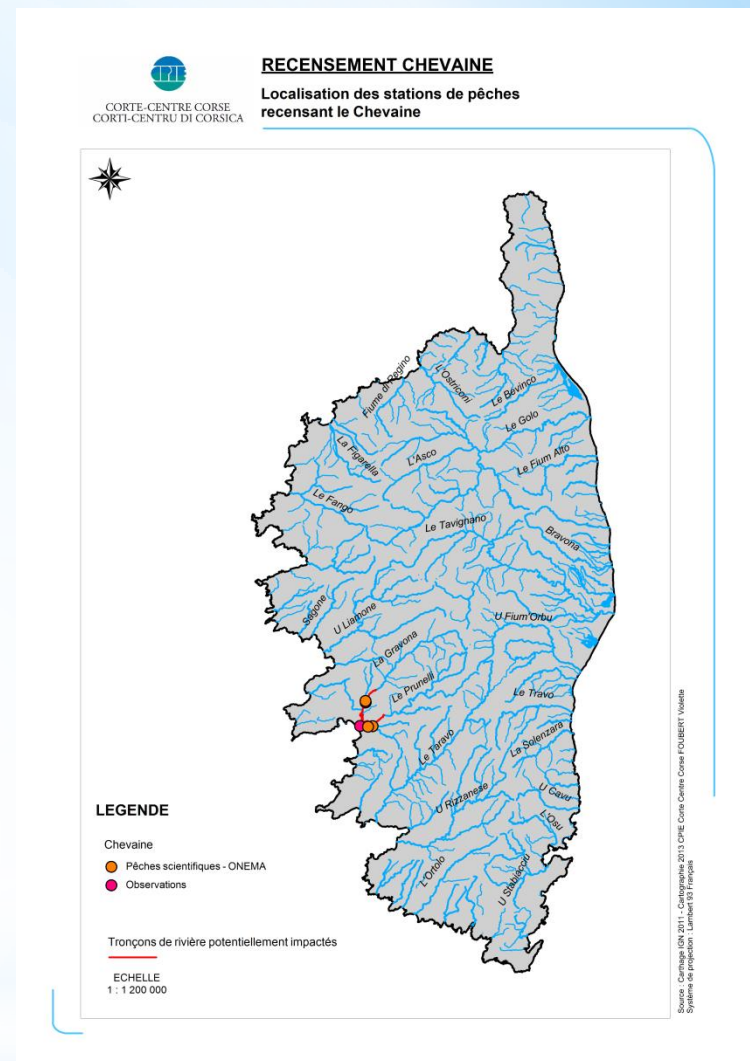 CPIE
CORTE-CENTRE CORSE
CORTI-CENTRU DI CORSICA
RECENSEMENT CHEVAINE
Localisation des stations de pêches
recensant le Chevaine
Fiume di Regino
L'Ostriconi
Le Bévinco
Le Golo
La Figarella
L'Asco
Le Fium Alto
Le Fango
Le Tavignano
Bravona
Sagone
U Liamone
U Fium'Orbu
La Gravona
Le Prunelli
Le Travo
Le Taravo
La Solenzara
U Rizzanese
U Cavu
L'Osu
L'Ortolo
U Stabiacciu
LEGENDE
Chevaine
Pêches scientifiques - ONEMA
Observations
Tronçons de rivière potentiellement impactés
ECHELLE
1 : 1 200 000
Source : Carthage IGN 2011 - Cartographie 2013 CPIE Corte Centre Corse FOUBERT Violette
Système de projection : Lambert 93 Français